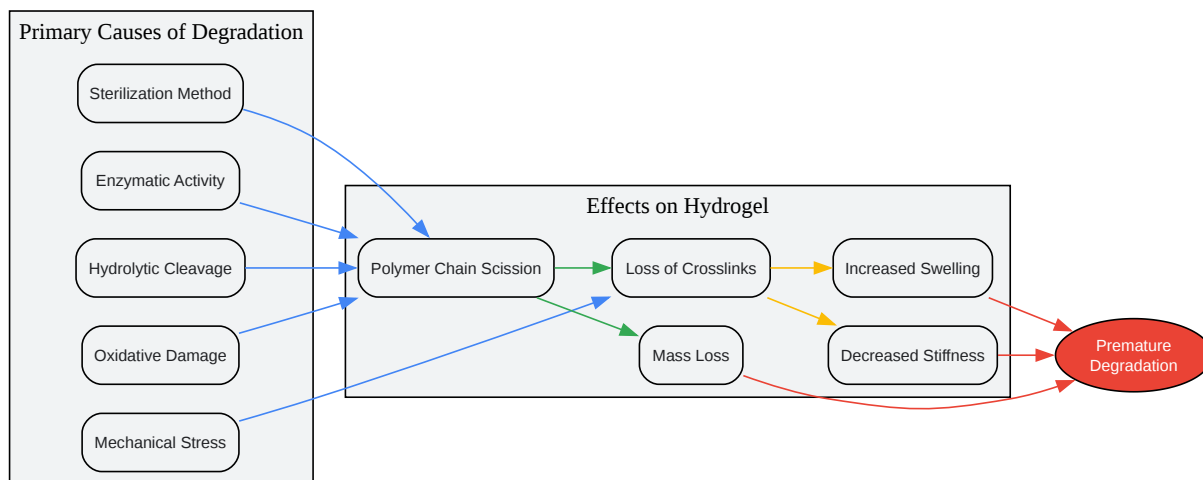 Primary Causes of Degradation
Sterilization Method
Enzymatic Activity
Hydrolytic Cleavage
Oxidative Damage
Mechanical Stress
Effects on Hydrogel
Polymer Chain Scission
Loss of Crosslinks
Increased Swelling
Mass Loss
Decreased Stiffness
Premature
Degradation